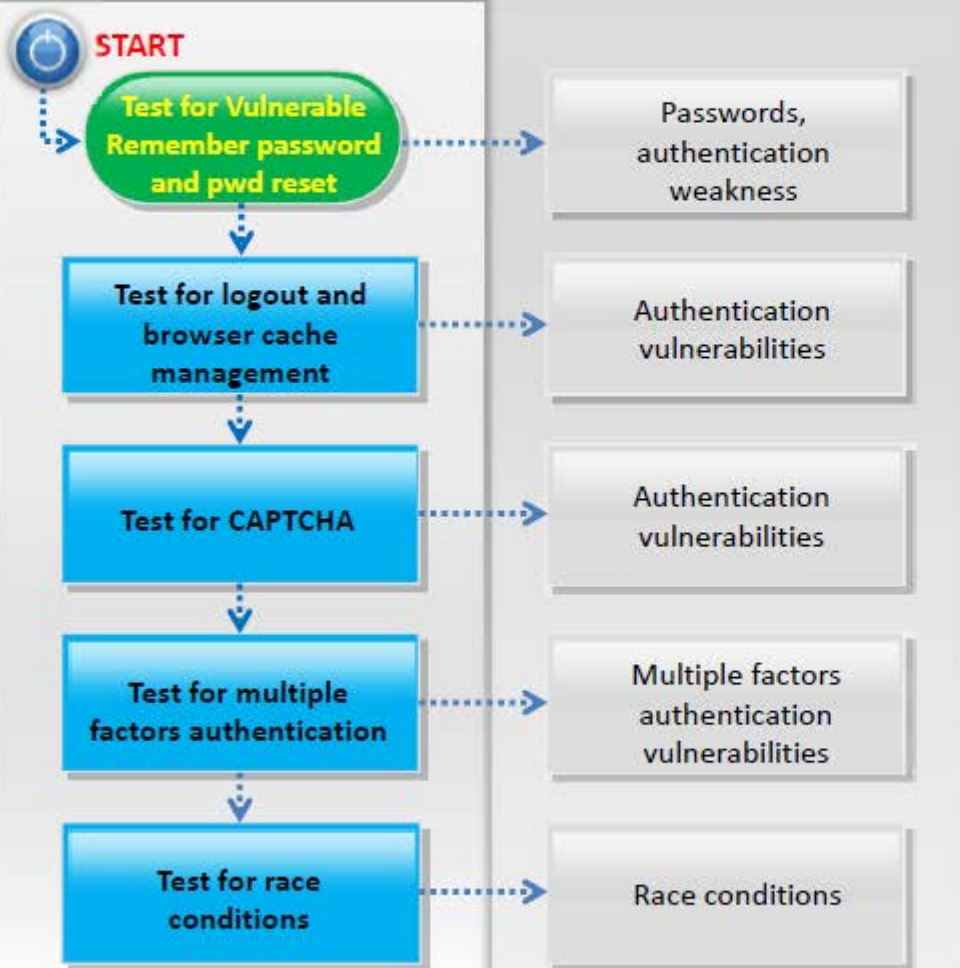 START
Test for Vulnerable
Remember password
and pwd reset
Passwords,
authentication
weakness
Test for logout and
browser cache
management
Authentication
vulnerabilities
Test for CAPTCHA
Authentication
vulnerabilities
Test for multiple
factors authentication
Multiple factors
authentication
vulnerabilities
Test for race
conditions
Race conditions